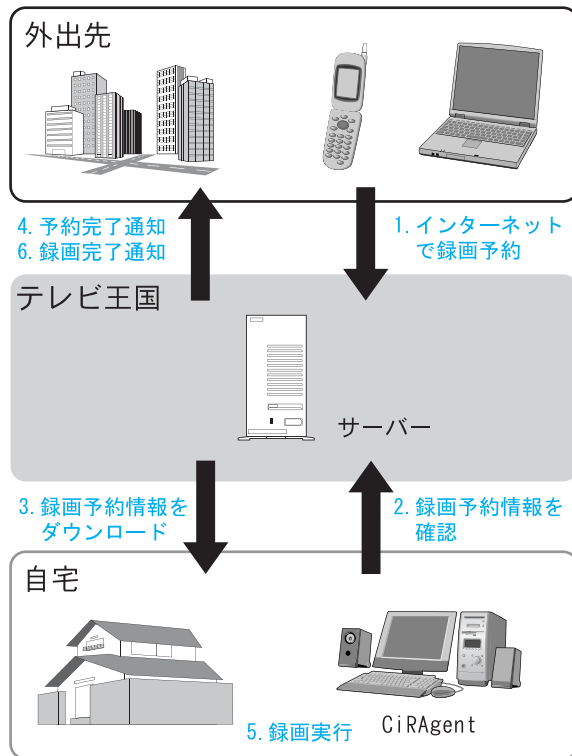 外出先
4. 予約完了通知
6. 録画完了通知
1. インターネット
で録画予約
テレビ王国
サーバー
3. 録画予約情報を
ダウンロード
2. 録画予約情報を
確認
自宅
5. 録画実行
CiRAgent